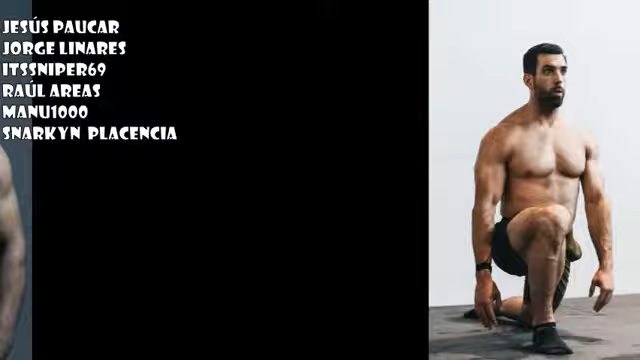 JESÚS PAUCAR
JORGE LINARES
ITSSNIPER69
RAÚL AREAS
MANU1000
SNARKYN PLACENCIA